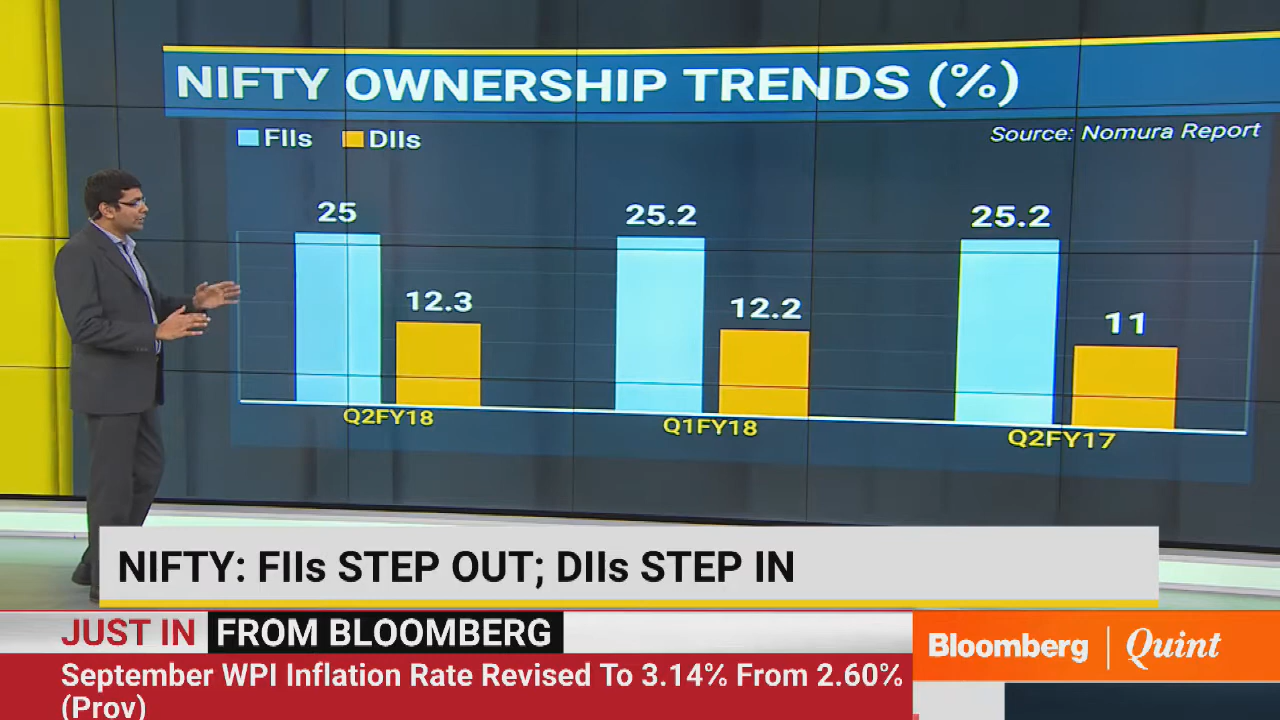 NIFTY OWNERSHIP TRENDS (%)
FIIs DIIs
Source: Nomura Report
25 12.3 25.2 12.2 25.2 11
Q2FY18 Q1FY18 Q2FY17
NIFTY: FIIs STEP OUT; DIIs STEP IN
JUST IN FROM BLOOMBERG
September WPI Inflation Rate Revised To 3.14% From 2.60%
(Prov)
Bloomberg | Quint